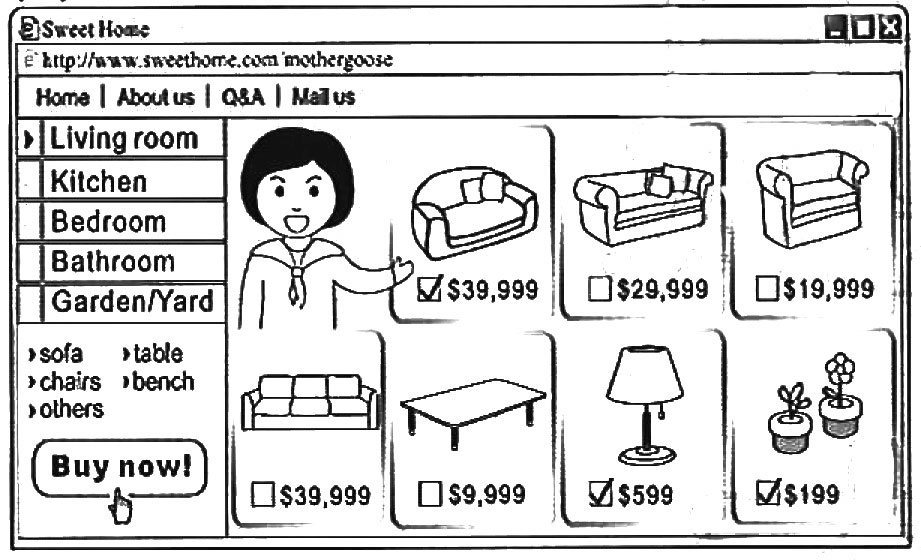 Sweet Home
http://www.sweethome.com/mothergoose
Home | About us | Q&A | Mail us
Living room
Kitchen
Bedroom
Bathroom
Garden/Yard
sofa table
chairs bench
others
Buy now!
$39,999 $29,999 $19,999
$39,999 $9,999 $599 $199